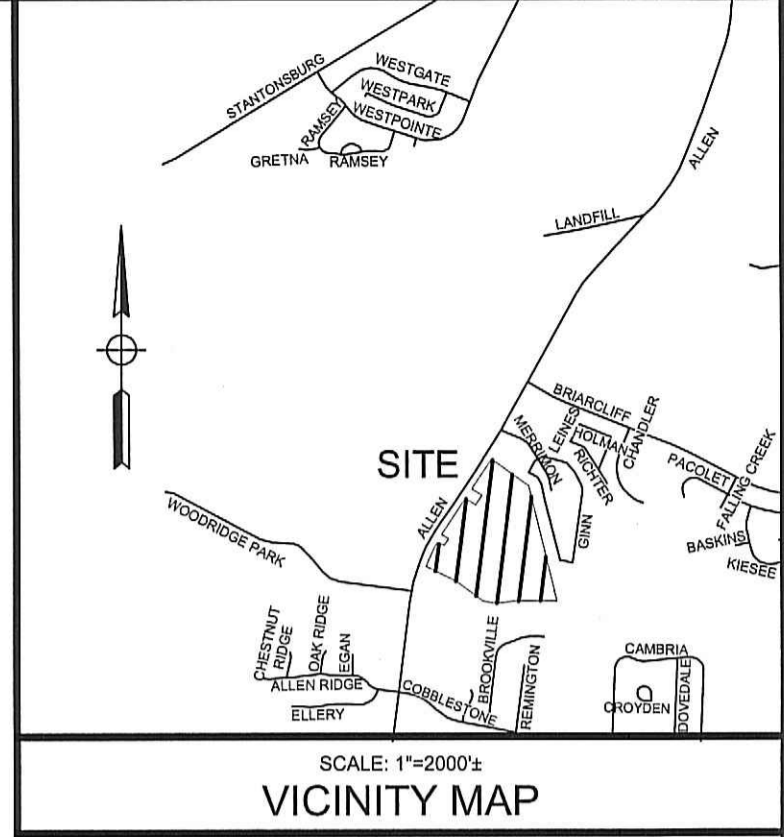 STANTONSBURG
WESTGATE
WESTPARK
WESTPOINTE
RAMSEY
GRETNA
RAMSEY
ALLEN
LANDFILL
BRIARCLIFF
LEINES
HOLMAN
CHANDLER
MERRIMON
RICHTER
PACOLET
FALLING CREEK
SITE
ALLEN
GINN
BASKINS
KIESEE
WOODRIDGE PARK
CHESTNUT
RIDGE
OAK RIDGE
EGAN
ALLEN RIDGE
ELLERY
COBBLESTONE
BROOKVILLE
REMINGTON
CAMBRIA
CROYDEN
DOVEDALE
SCALE: 1"=2000'±
VICINITY MAP